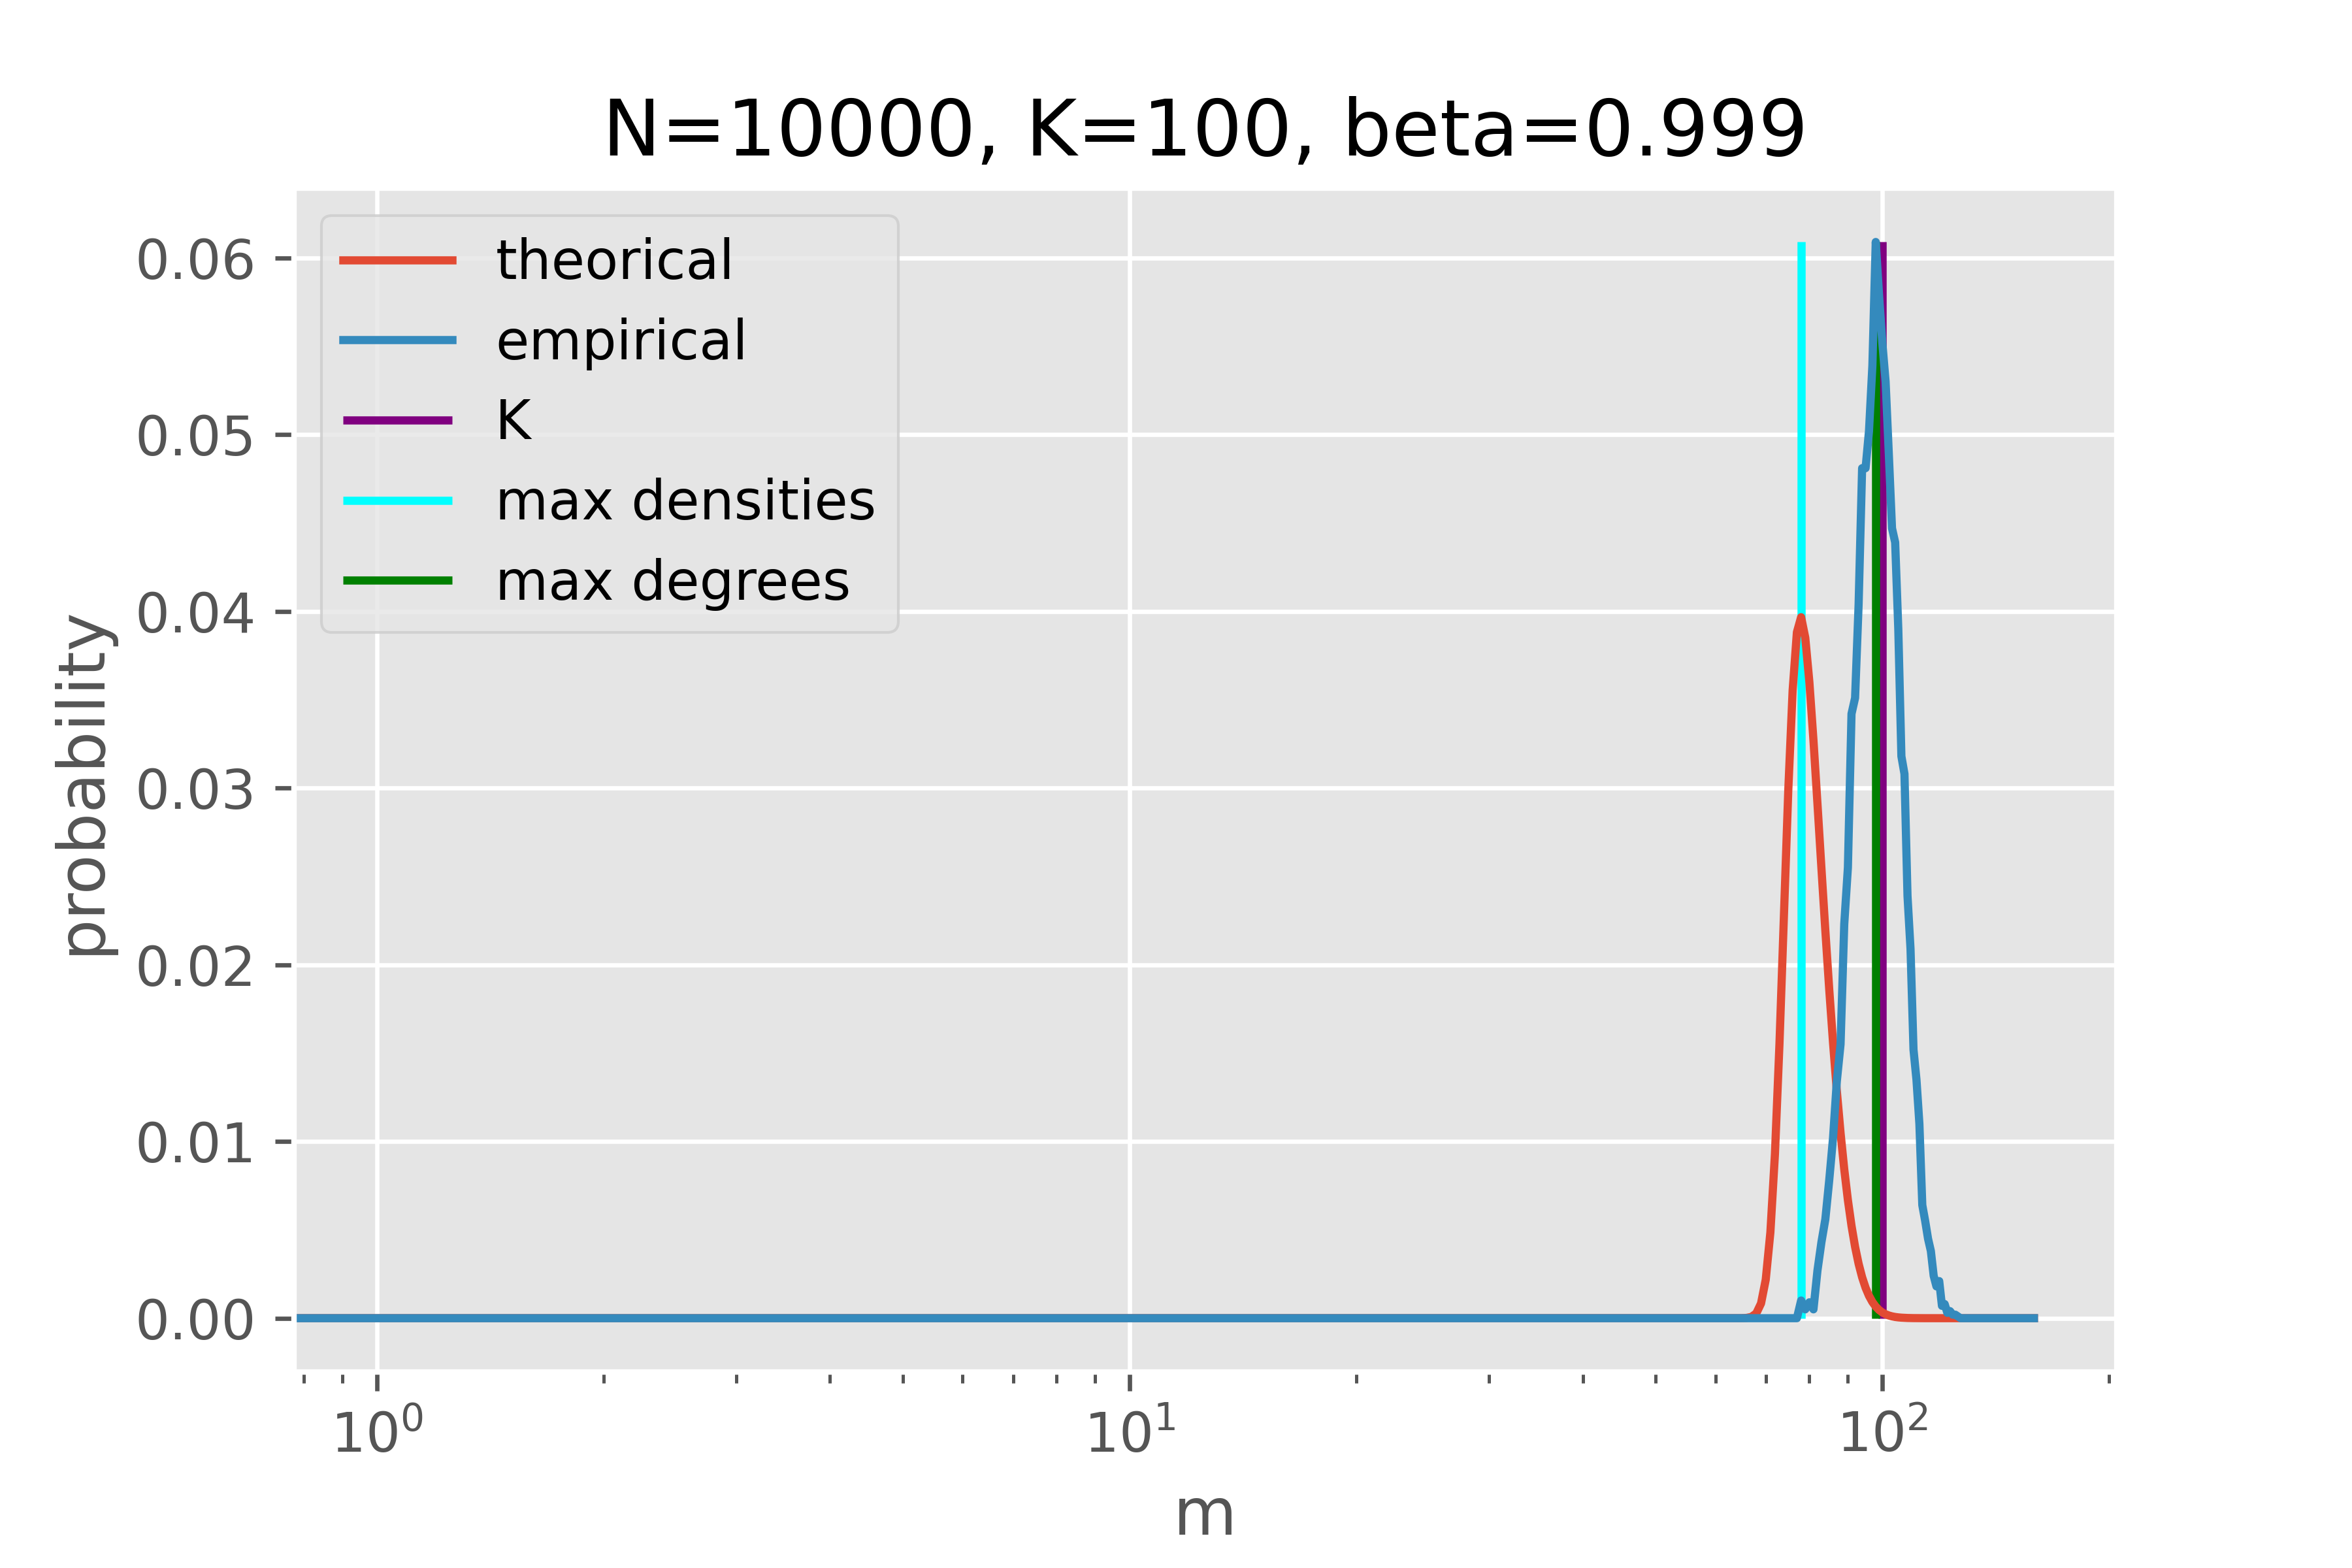 N=10000, K=100, beta=0.999
theorical
empirical
K
max densities
max degrees
probability
0.06
0.05
0.04
0.03
0.02
0.01
0.00
10⁰ 10¹ 10²
m